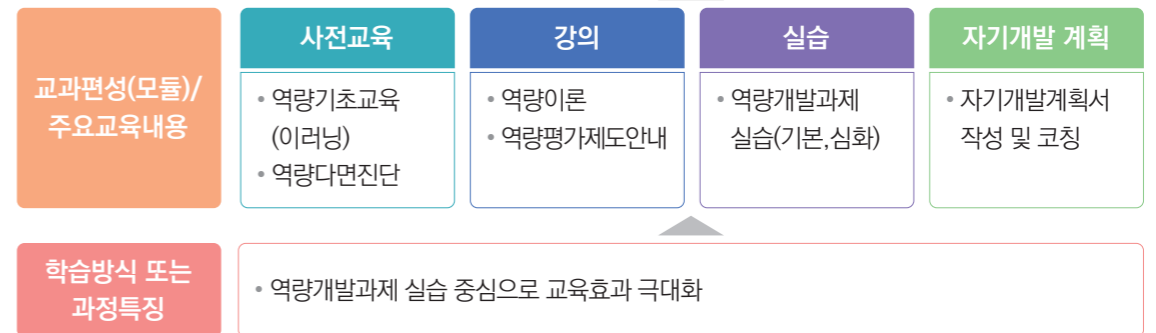 교과편성(모듈)/
주요교육내용
사전교육
• 역량기초교육
(이러닝)
• 역량다면진단
강의
• 역량이론
• 역량평가제도안내
실습
• 역량개발과제
실습(기본,심화)
자기개발 계획
• 자기개발계획서
작성 및 코칭
학습방식 또는
과정특징
• 역량개발과제 실습 중심으로 교육효과 극대화